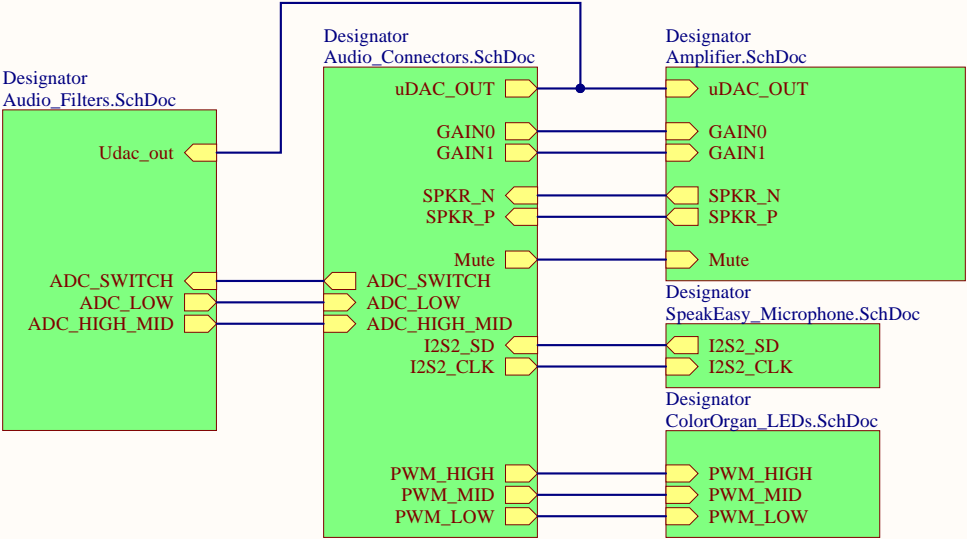 Designator
Audio_Filters.SchDoc
Udac_out
ADC_SWITCH
ADC_LOW
ADC_HIGH_MID
Designator
Audio_Connectors.SchDoc
uDAC_OUT
GAIN0
GAIN1
SPKR_N
SPKR_P
Mute
ADC_SWITCH
ADC_LOW
ADC_HIGH_MID
I2S2_SD
I2S2_CLK
PWM_HIGH
PWM_MID
PWM_LOW
Designator
Amplifier.SchDoc
uDAC_OUT
GAIN0
GAIN1
SPKR_N
SPKR_P
Mute
Designator
SpeakEasy_Microphone.SchDoc
I2S2_SD
I2S2_CLK
Designator
ColorOrgan_LEDs.SchDoc
PWM_HIGH
PWM_MID
PWM_LOW